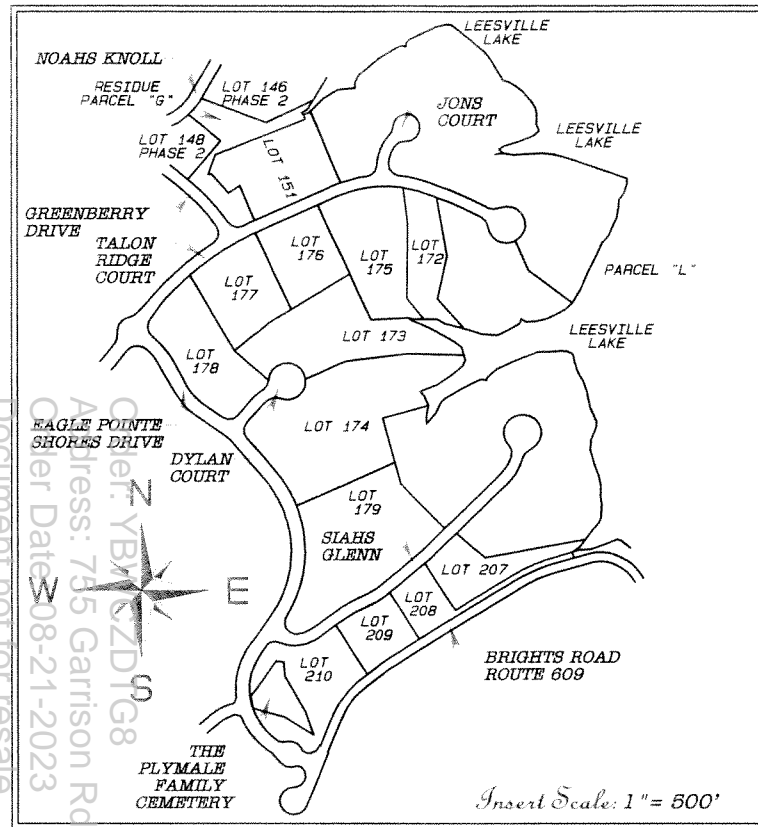 LEESVILLE
LAKE
NOAHS KNOLL
RESIDUE
PARCEL "G"
LOT 146
PHASE 2
JONS
COURT
LOT 148
PHASE 2
LEESVILLE
LAKE
LOT 151
GREENBERRY
DRIVE
TALON
RIDGE
COURT
LOT
176
LOT
175
LOT
172
LOT
177
PARCEL "L"
LOT 173
LEESVILLE
LAKE
LOT
178
EAGLE POINTE
SHORES DRIVE
LOT 174
DYLAN
COURT
LOT
179
SIAHS
GLENN
LOT 207
LOT
208
LOT
209
LOT
210
BRIGHTS ROAD
ROUTE 609
N
W
E
S
THE
PLYMALE
FAMILY
CEMETERY
Insert Scale: 1"= 500'
Address: 755 Garrison Rd
Order Date: 08-21-2023
Document not for resale